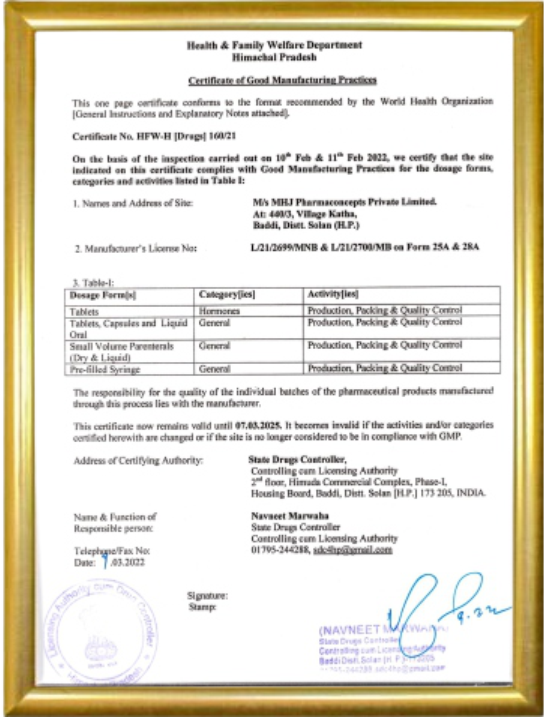 Health & Family Welfare Department
Himachal Pradesh
Certificate of Good Manufacturing Practices
This one page certificate conforms to the format recommended by the World Health Organization
[General Instructions and Explanatory Notes attached].
Certificate No. HFW-H [Drugs] 160/21
On the basis of the inspection carried out on 10th Feb & 11th Feb 2022, we certify that the site
indicated on this certificate complies with Good Manufacturing Practices for the dosage forms,
categories and activities listed in Table I:
1. Names and Address of Site:
M/s MHJ Pharmaconcepts Private Limited.
At: 440/3, Village Katha,
Baddi, Distt. Solan (H.P.)
2. Manufacturer's License No:
L/21/2699/MNB & L/21/2700/MB on Form 25A & 28A
3. Table-I:
Dosage Form[s] Category[ies] Activity[ies]
Tablets Hormones Production, Packing & Quality Control
Tablets, Capsules and Liquid General Production, Packing & Quality Control
Oral
Small Volume Parenterals General Production, Packing & Quality Control
(Dry & Liquid)
Pre-filled Syringe General Production, Packing & Quality Control
The responsibility for the quality of the individual batches of the pharmaceutical products manufactured
through this process lies with the manufacturer.
This certificate now remains valid until 07.03.2025. It becomes invalid if the activities and/or categories
certified herewith are changed or if the site is no longer considered to be in compliance with GMP.
Address of Certifying Authority:
State Drugs Controller,
Controlling cum Licensing Authority
2nd floor, Himuda Commercial Complex, Phase-I,
Housing Board, Baddi, Distt. Solan [H.P.] 173 205, INDIA.
Name & Function of
Responsible person:
Navneet Marwaha
State Drugs Controller
Controlling cum Licensing Authority
01795-244288, sdc4hp@gmail.com
Telephone/Fax No:
Date: .03.2022
Signature:
Stamp:
Licensing Authority cum Drug Controller
(NAVNEET MARWAHA)
State Drugs Controller
Controlling cum Licensing Authority
Baddi Distt. Solan (H.P.)